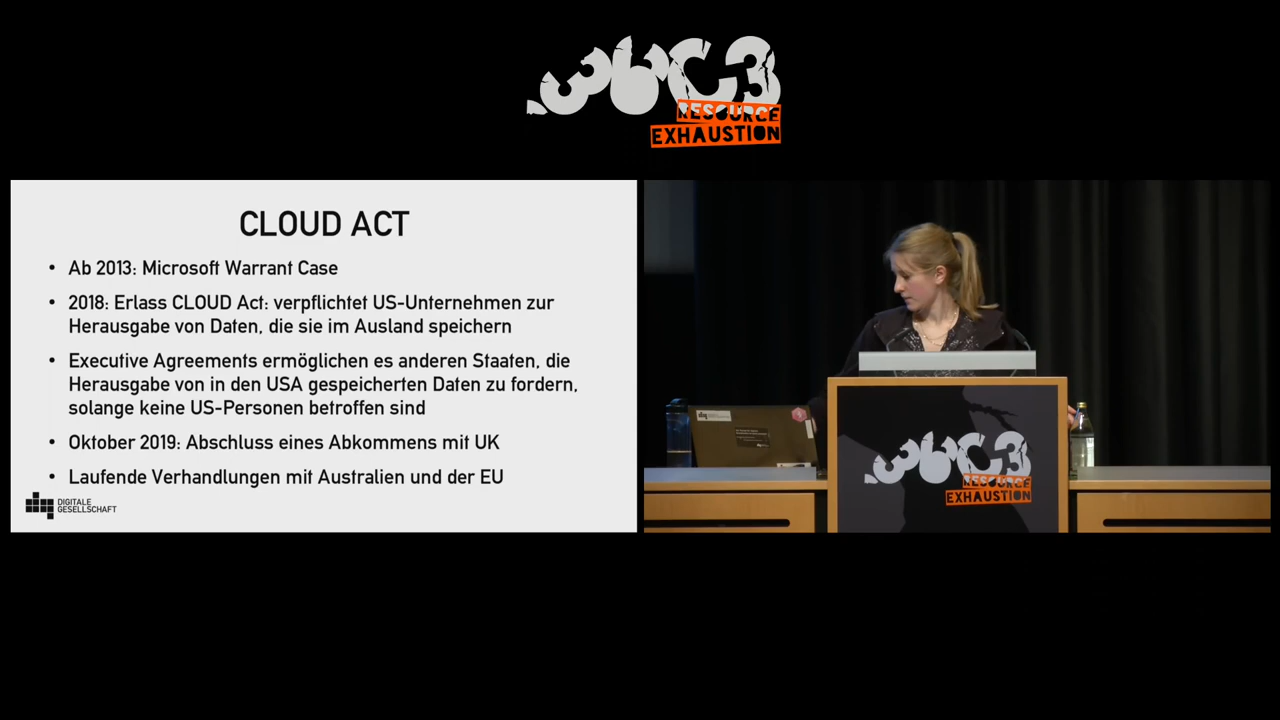 36C3
RESOURCE
EXHAUSTION
CLOUD ACT
• Ab 2013: Microsoft Warrant Case
• 2018: Erlass CLOUD Act: verpflichtet US-Unternehmen zur
Herausgabe von Daten, die sie im Ausland speichern
• Executive Agreements ermöglichen es anderen Staaten, die
Herausgabe von in den USA gespeicherten Daten zu fordern,
solange keine US-Personen betroffen sind
• Oktober 2019: Abschluss eines Abkommens mit UK
• Laufende Verhandlungen mit Australien und der EU
DIGITALE
GESELLSCHAFT
36C3
RESOURCE
EXHAUSTION